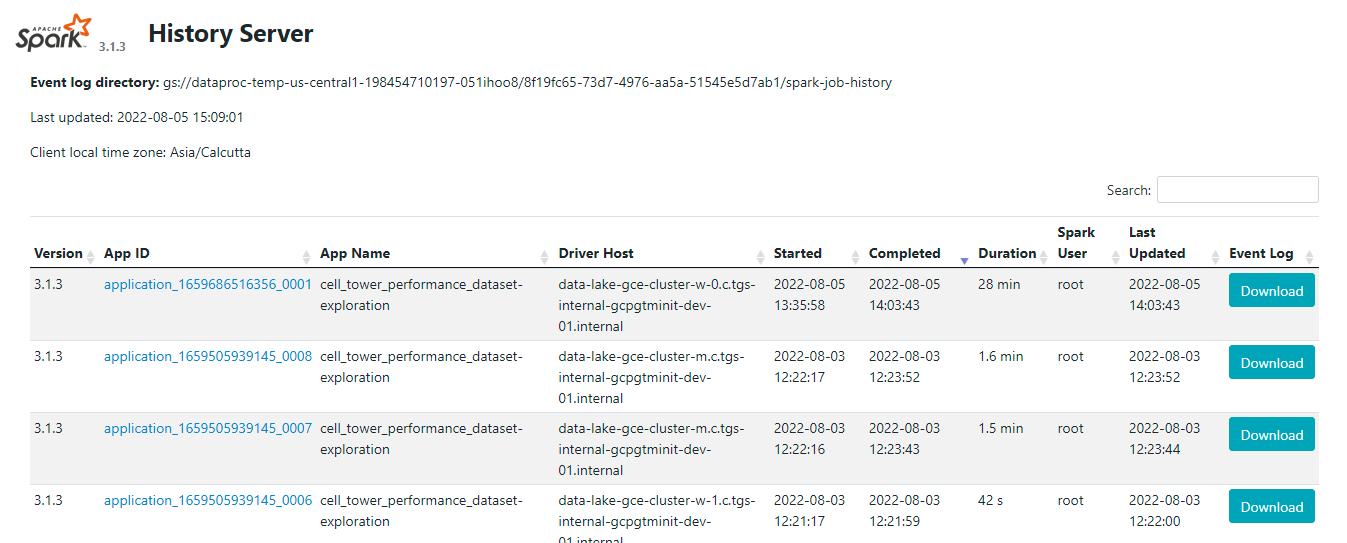 APACHE
Spark 3.1.3 History Server
Event log directory: gs://dataproc-temp-us-central1-198454710197-051ihoo8/8f19fc65-73d7-4976-aa5a-51545e5d7ab1/spark-job-history
Last updated: 2022-08-05 15:09:01
Client local time zone: Asia/Calcutta
Search:
Spark Last
Version App ID App Name Driver Host Started Completed Duration User Updated Event Log
3.1.3 application_1659686516356_0001 cell_tower_performance_dataset- data-lake-gce-cluster-w-0.c.tgs- 2022-08-05 2022-08-05 28 min root 2022-08-05 Download
exploration internal-gcpgtminit-dev- 13:35:58 14:03:43 14:03:43
01.internal
3.1.3 application_1659505939145_0008 cell_tower_performance_dataset- data-lake-gce-cluster-m.c.tgs- 2022-08-03 2022-08-03 1.6 min root 2022-08-03 Download
exploration internal-gcpgtminit-dev- 12:22:17 12:23:52 12:23:52
01.internal
3.1.3 application_1659505939145_0007 cell_tower_performance_dataset- data-lake-gce-cluster-m.c.tgs- 2022-08-03 2022-08-03 1.5 min root 2022-08-03 Download
exploration internal-gcpgtminit-dev- 12:22:16 12:23:43 12:23:44
01.internal
3.1.3 application_1659505939145_0006 cell_tower_performance_dataset- data-lake-gce-cluster-w-1.c.tgs- 2022-08-03 2022-08-03 42 s root 2022-08-03 Download
exploration internal-gcpgtminit-dev- 12:21:17 12:21:59 12:22:00
01.internal